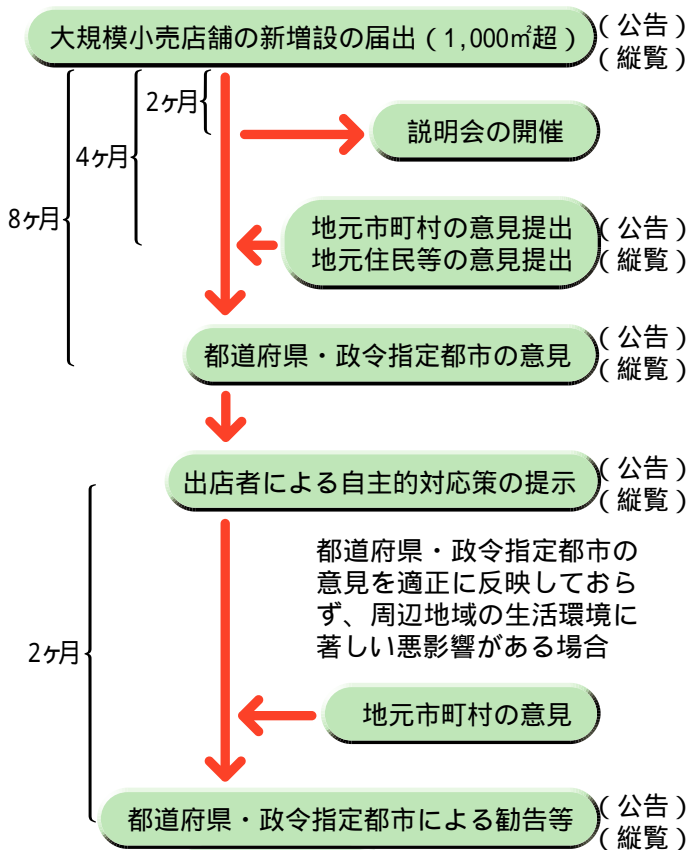 大規模小売店舗の新増設の届出（1,000㎡超）
（公告）
（縦覧）
2ヶ月
説明会の開催
4ヶ月
8ヶ月
地元市町村の意見提出
地元住民等の意見提出
（公告）
（縦覧）
都道府県・政令指定都市の意見
（公告）
（縦覧）
出店者による自主的対応策の提示
（公告）
（縦覧）
都道府県・政令指定都市の
意見を適正に反映しておら
ず、周辺地域の生活環境に
著しい悪影響がある場合
2ヶ月
地元市町村の意見
都道府県・政令指定都市による勧告等
（公告）
（縦覧）